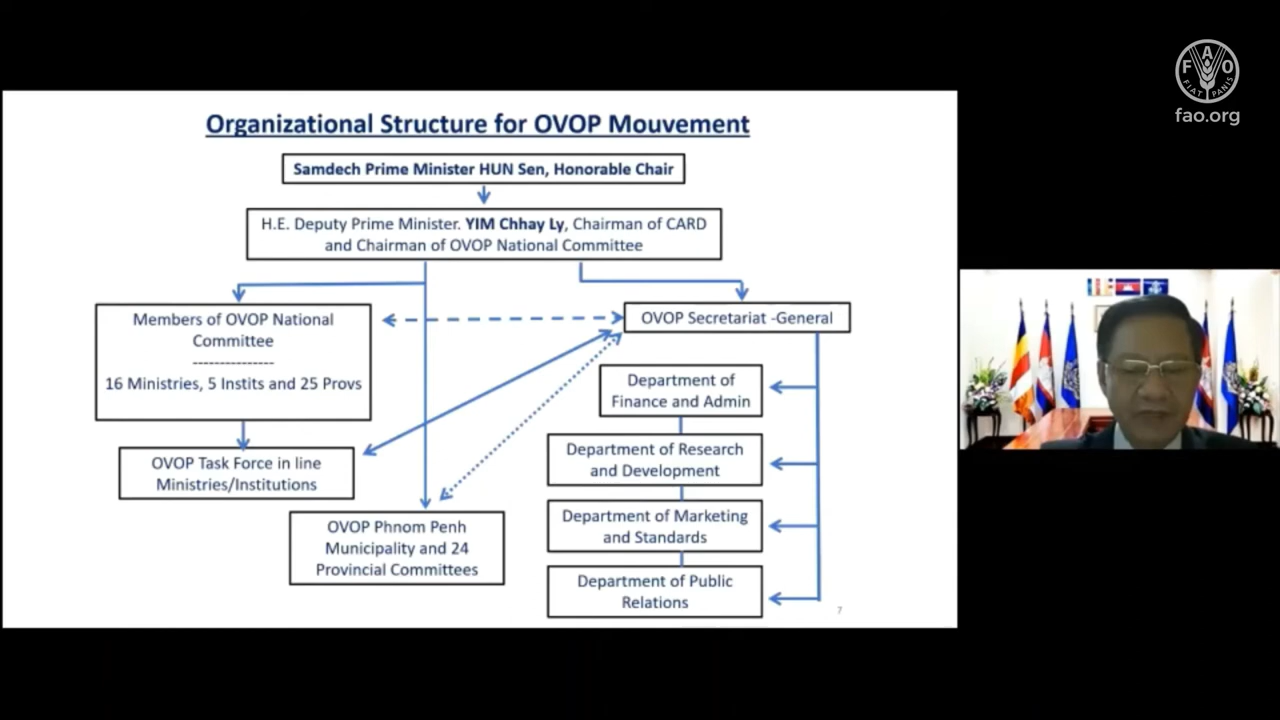 F A O
FIAT PANIS
fao.org
Organizational Structure for OVOP Mouvement
Samdech Prime Minister HUN Sen, Honorable Chair
H.E. Deputy Prime Minister. YIM Chhay Ly, Chairman of CARD
and Chairman of OVOP National Committee
Members of OVOP National
Committee
---------------
16 Ministries, 5 Instits and 25 Provs
OVOP Secretariat -General
Department of
Finance and Admin
Department of Research
and Development
OVOP Task Force in line
Ministries/Institutions
Department of Marketing
and Standards
OVOP Phnom Penh
Municipality and 24
Provincial Committees
Department of Public
Relations
7